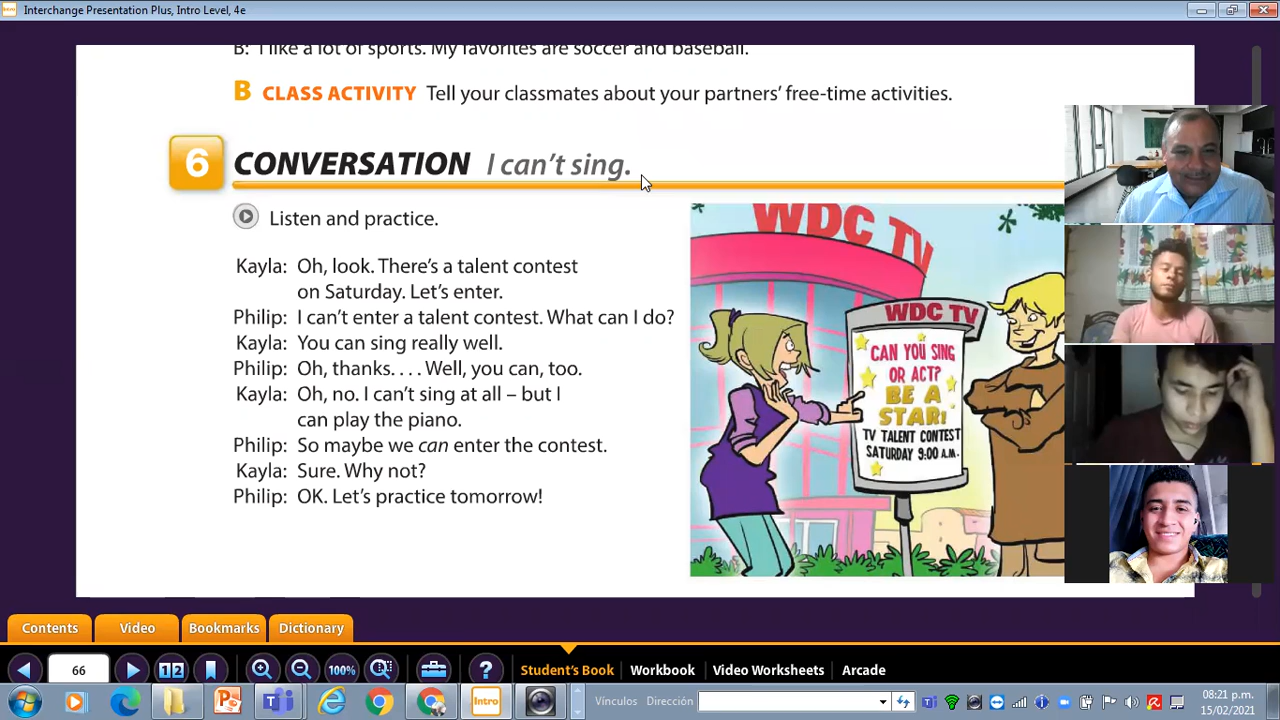 Interchange Presentation Plus, Intro Level, 4e
B: I like a lot of sports. My favorites are soccer and baseball.
B CLASS ACTIVITY Tell your classmates about your partners' free-time activities.
6 CONVERSATION I can't sing.
Listen and practice.
Kayla: Oh, look. There's a talent contest
on Saturday. Let's enter.
Philip: I can't enter a talent contest. What can I do?
Kayla: You can sing really well.
Philip: Oh, thanks. . . . Well, you can, too.
Kayla: Oh, no. I can't sing at all – but I
can play the piano.
Philip: So maybe we can enter the contest.
Kayla: Sure. Why not?
Philip: OK. Let's practice tomorrow!
WDC TV
WDC TV
CAN YOU SING
OR ACT?
BE A
STAR!
TV TALENT CONTEST
SATURDAY 9:00 A.M.
Contents Video Bookmarks Dictionary
66 12 100% Student's Book Workbook Video Worksheets Arcade
Intro Vínculos Dirección 08:21 p.m.
15/02/2021